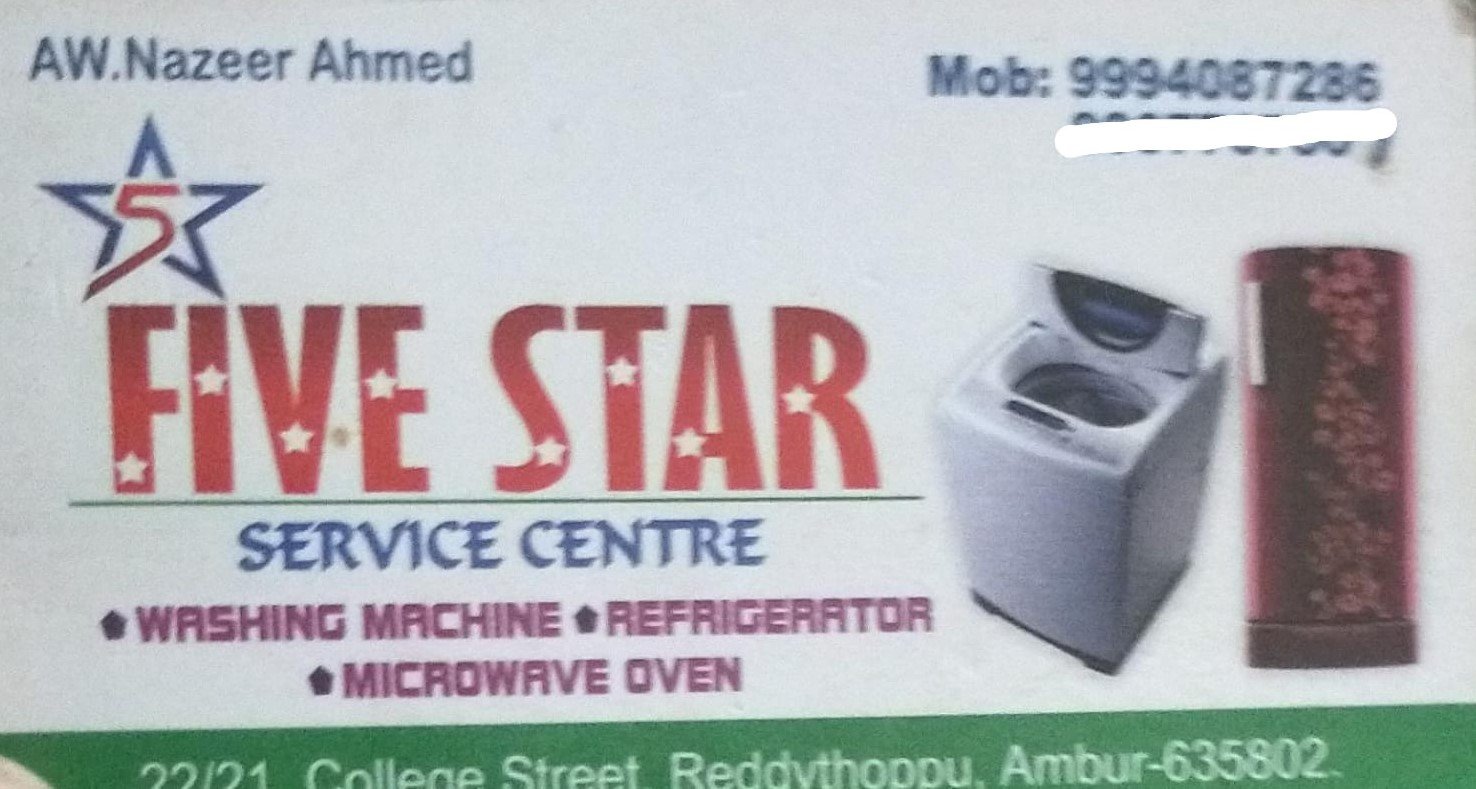 AW.Nazeer Ahmed
Mob: 9994087286
5
FIVE STAR
SERVICE CENTRE
WASHING MACHINE REFRIGERATOR
MICROWAVE OVEN
22/21, College Street, Reddythoppu, Ambur-635802.